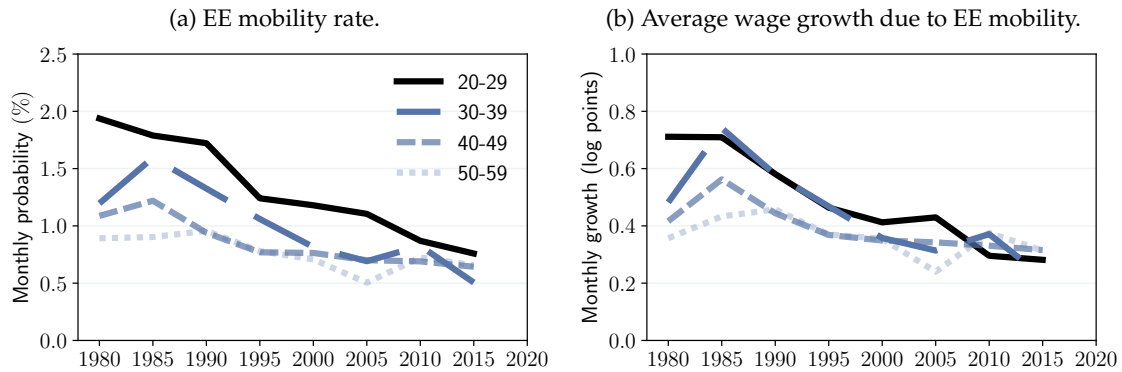 (a) EE mobility rate.
Monthly probability (%)
2.5
2.0
1.5
1.0
0.5
0.0
1980 1985 1990 1995 2000 2005 2010 2015 2020
20-29
30-39
40-49
50-59
(b) Average wage growth due to EE mobility.
Monthly growth (log points)
1.0
0.8
0.6
0.4
0.2
0.0
1980 1985 1990 1995 2000 2005 2010 2015 2020